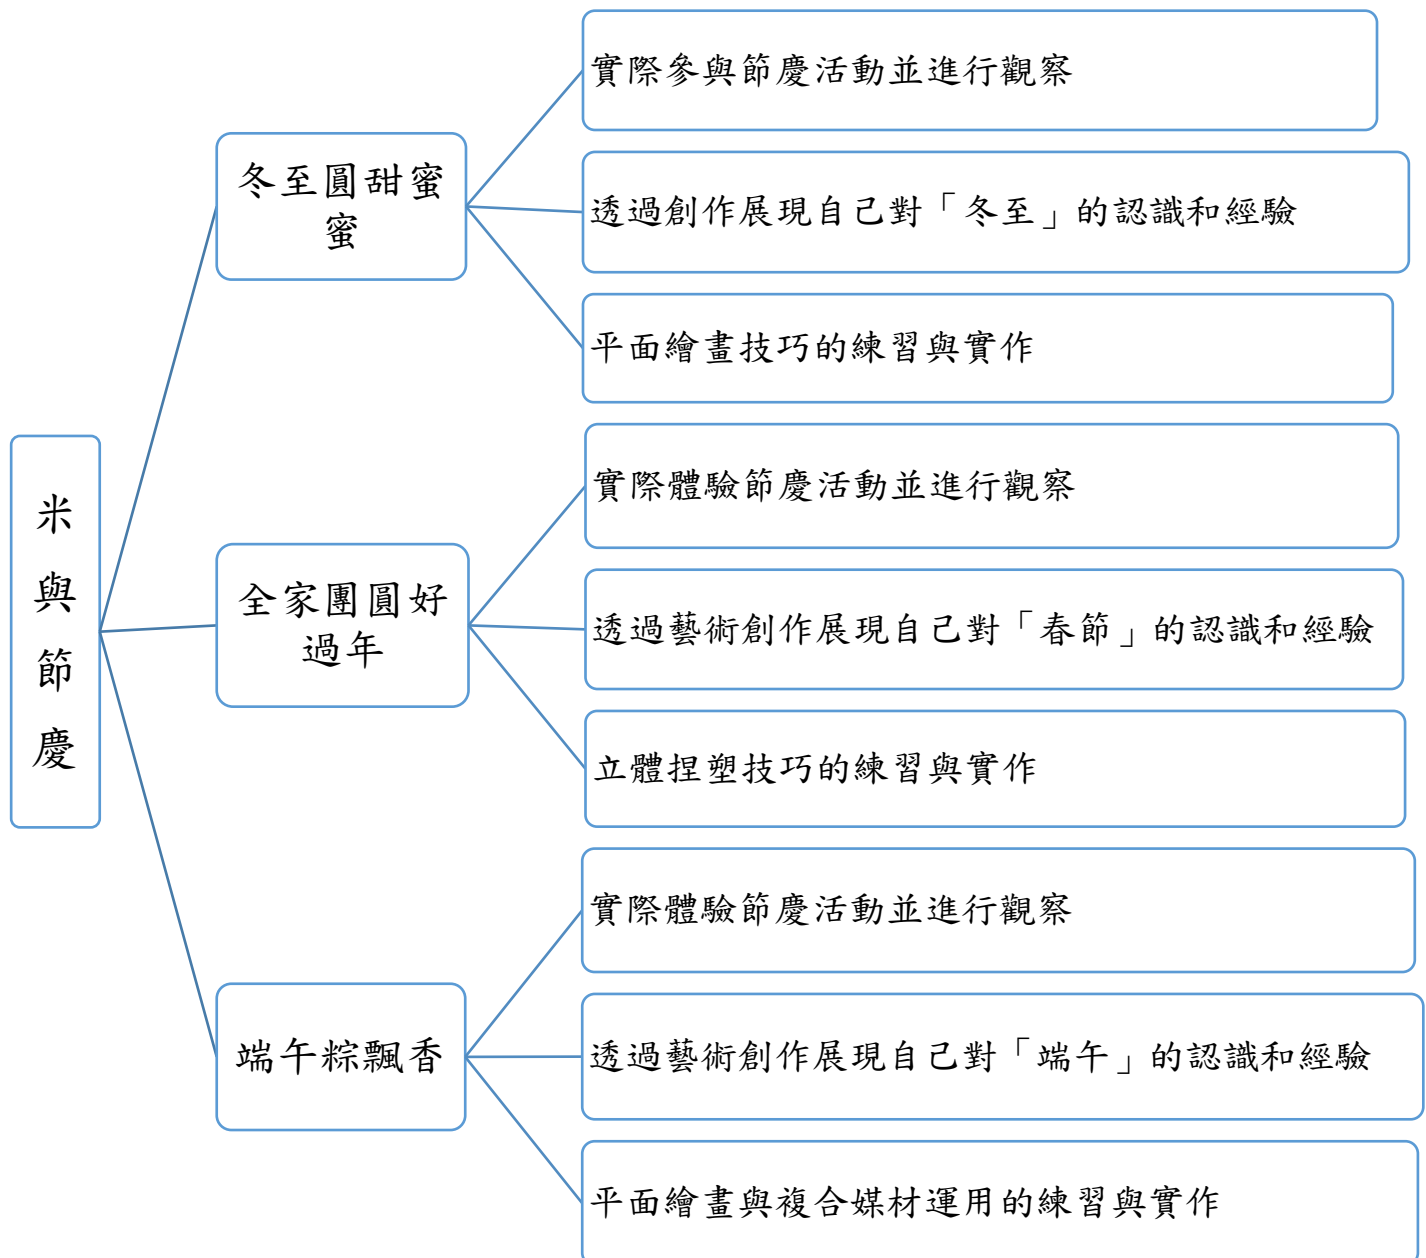 米與節慶
冬至圓甜蜜
蜜
實際參與節慶活動並進行觀察
透過創作展現自己對「冬至」的認識和經驗
平面繪畫技巧的練習與實作
全家團圓好
過年
實際體驗節慶活動並進行觀察
透過藝術創作展現自己對「春節」的認識和經驗
立體捏塑技巧的練習與實作
端午粽飄香
實際體驗節慶活動並進行觀察
透過藝術創作展現自己對「端午」的認識和經驗
平面繪畫與複合媒材運用的練習與實作